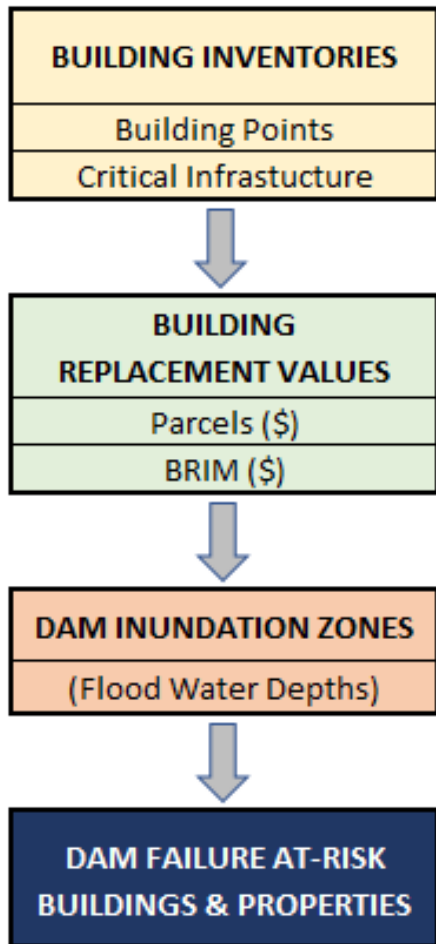 BUILDING INVENTORIES
Building Points
Critical Infrastucture
BUILDING
REPLACEMENT VALUES
Parcels ($)
BRIM ($)
DAM INUNDATION ZONES
(Flood Water Depths)
DAM FAILURE AT-RISK
BUILDINGS & PROPERTIES